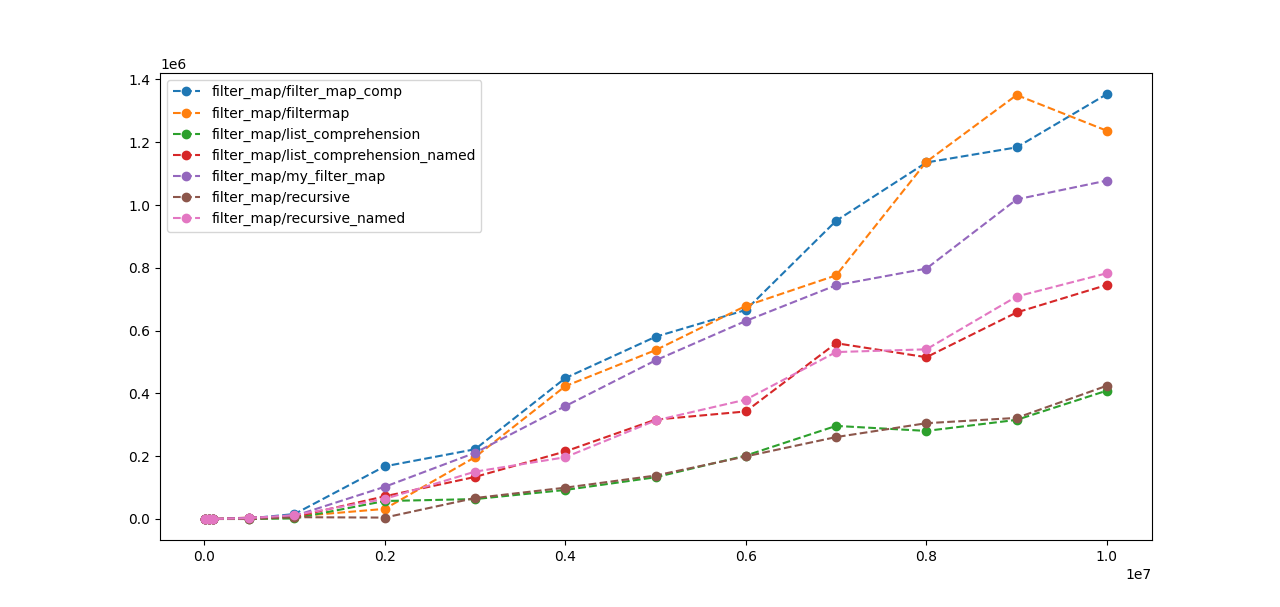 1e6
1.4
1.2
1.0
0.8
0.6
0.4
0.2
0.0
filter_map/filter_map_comp
filter_map/filtermap
filter_map/list_comprehension
filter_map/list_comprehension_named
filter_map/my_filter_map
filter_map/recursive
filter_map/recursive_named
0.0 0.2 0.4 0.6 0.8 1.0
1e7